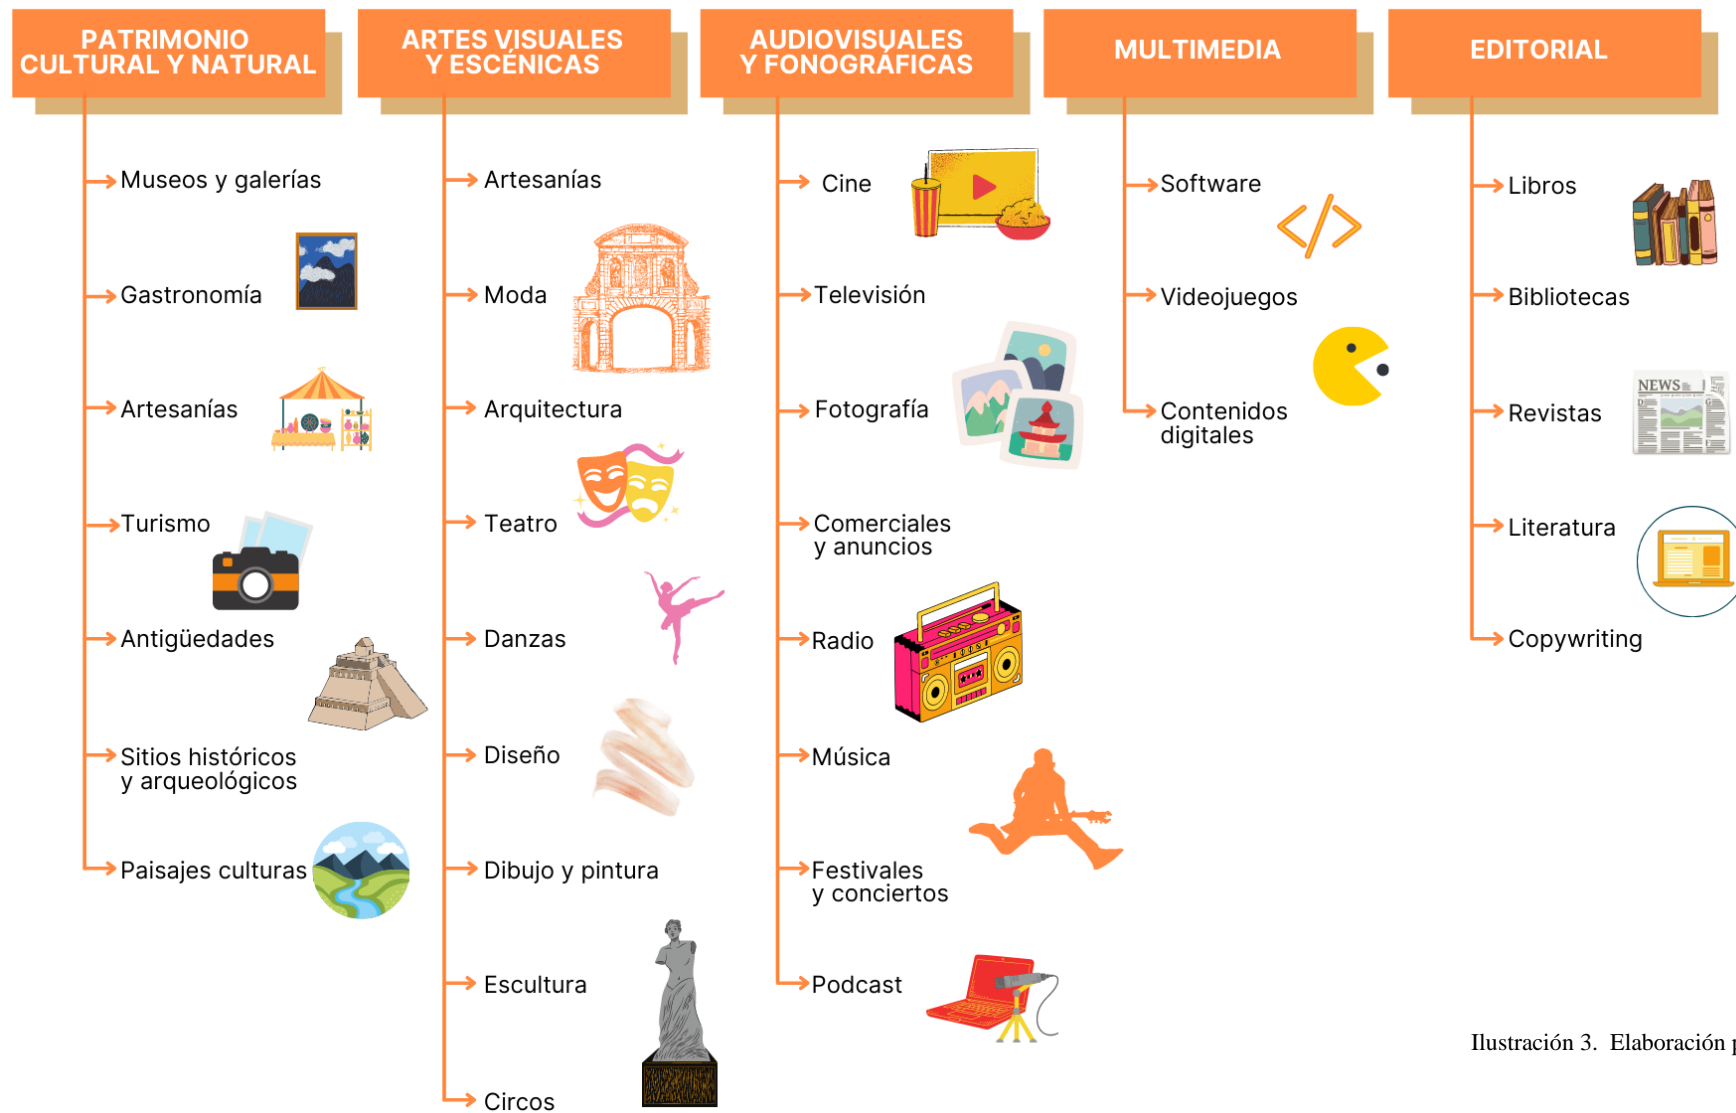 PATRIMONIO
CULTURAL Y NATURAL
Museos y galerías
Gastronomía
Artesanías
Turismo
Antigüedades
Sitios históricos
y arqueológicos
Paisajes culturas
ARTES VISUALES
Y ESCÉNICAS
Artesanías
Moda
Arquitectura
Teatro
Danzas
Diseño
Dibujo y pintura
Escultura
Circos
AUDIOVISUALES
Y FONOGRÁFICAS
Cine
Televisión
Fotografía
Comerciales
y anuncios
Radio
Música
Festivales
y conciertos
Podcast
MULTIMEDIA
Software
Videojuegos
Contenidos
digitales
EDITORIAL
Libros
Bibliotecas
Revistas
NEWS
Literatura
Copywriting
Ilustración 3. Elaboración